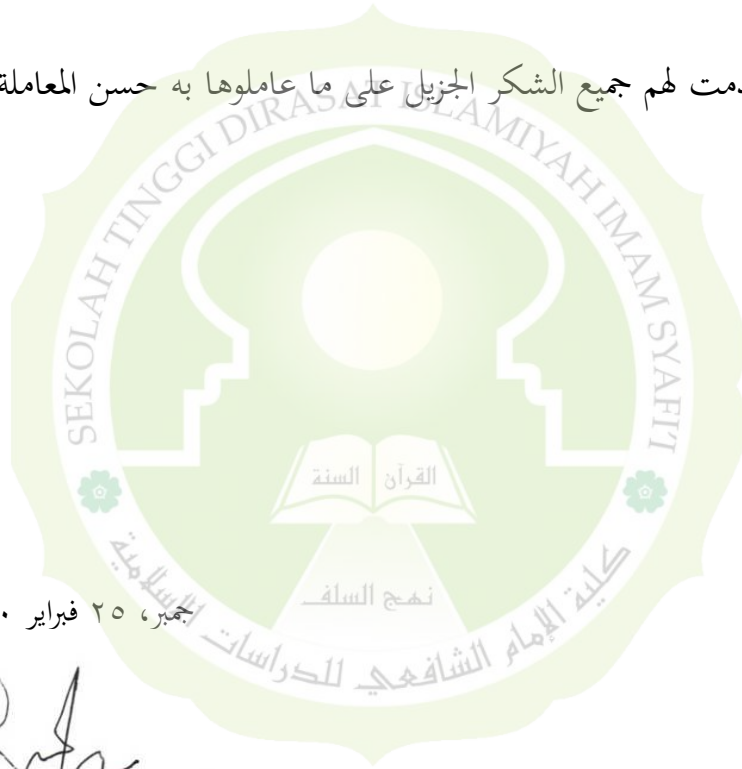 لهم جميع الشكر الجزيل على ما عاملوها به حسن المعاملة
SEKOLAH TINGGI DIRASAT ISLAMIYAH IMAM SYAFI'I
القرآن السنة
نهج السلف
كلية الإمام الشافعي للدراسات الإسلامية
جمبر، ٢٥ فبراير